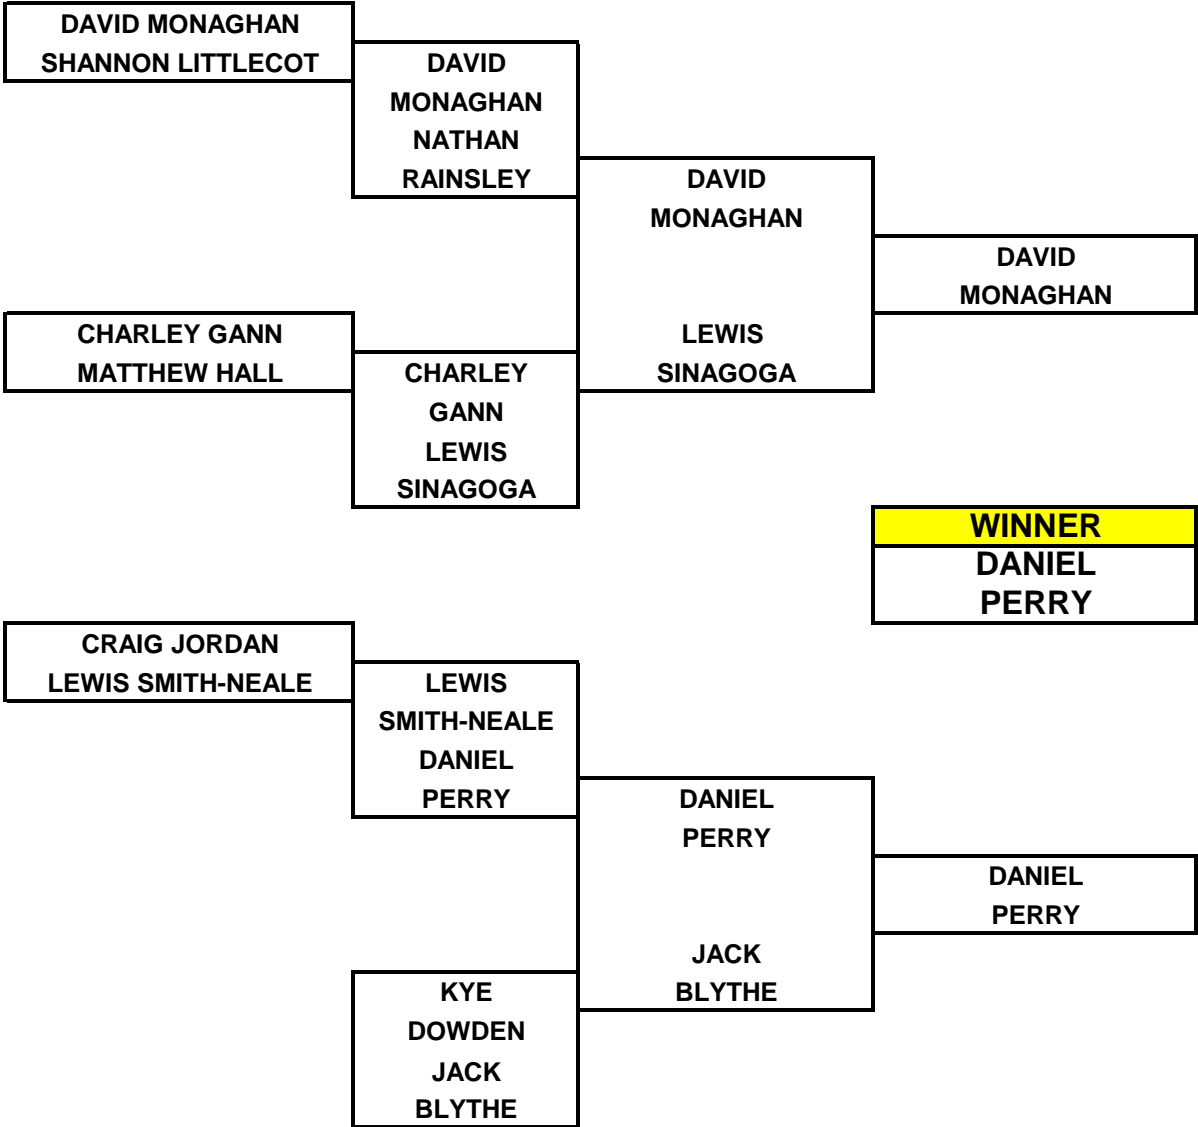 DAVID MONAGHAN
SHANNON LITTLECOT
DAVID
MONAGHAN
NATHAN
RAINSLEY
DAVID
MONAGHAN
DAVID
MONAGHAN
CHARLEY GANN
MATTHEW HALL
LEWIS
SINAGOGA
CHARLEY
GANN
LEWIS
SINAGOGA
WINNER
DANIEL
PERRY
CRAIG JORDAN
LEWIS SMITH-NEALE
LEWIS
SMITH-NEALE
DANIEL
PERRY
DANIEL
PERRY
DANIEL
PERRY
JACK
BLYTHE
KYE
DOWDEN
JACK
BLYTHE